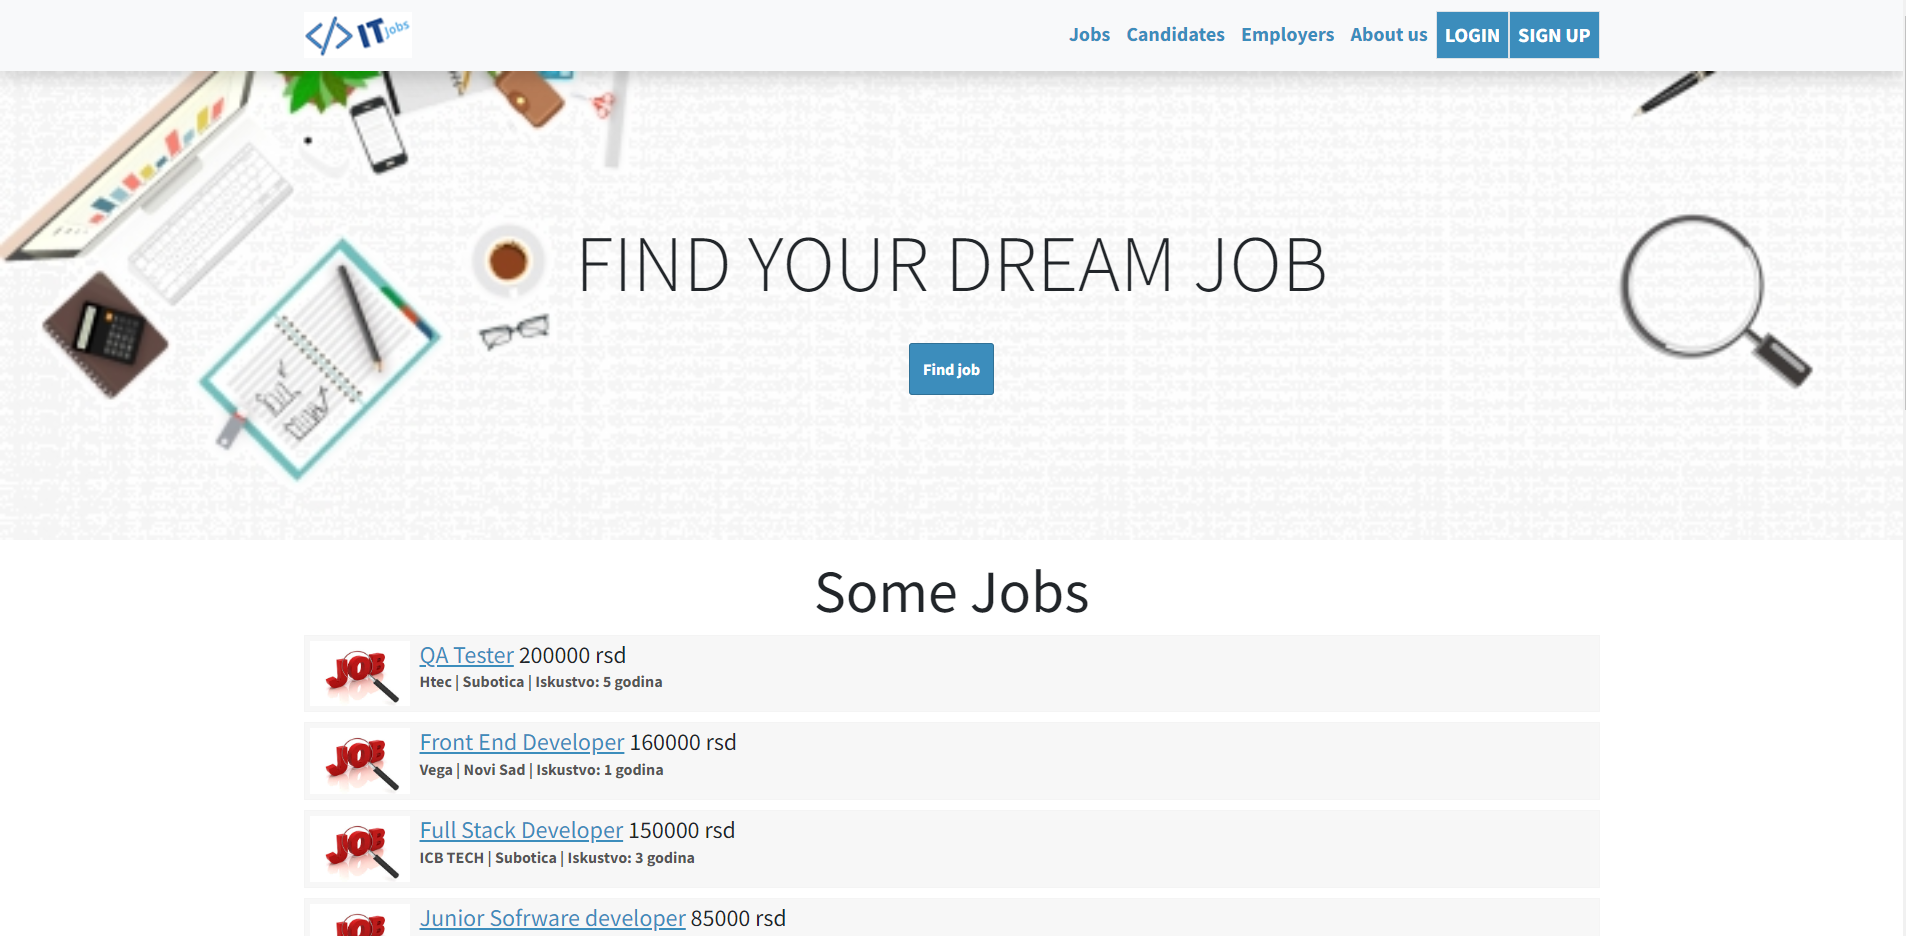 </> IT Jobs
Jobs Candidates Employers About us LOGIN SIGN UP
FIND YOUR DREAM JOB
Find job
Some Jobs
JOB
QA Tester 200000 rsd
Htec | Subotica | Iskustvo: 5 godina
JOB
Front End Developer 160000 rsd
Vega | Novi Sad | Iskustvo: 1 godina
JOB
Full Stack Developer 150000 rsd
ICB TECH | Subotica | Iskustvo: 3 godina
JOB
Junior Sofrware developer 85000 rsd